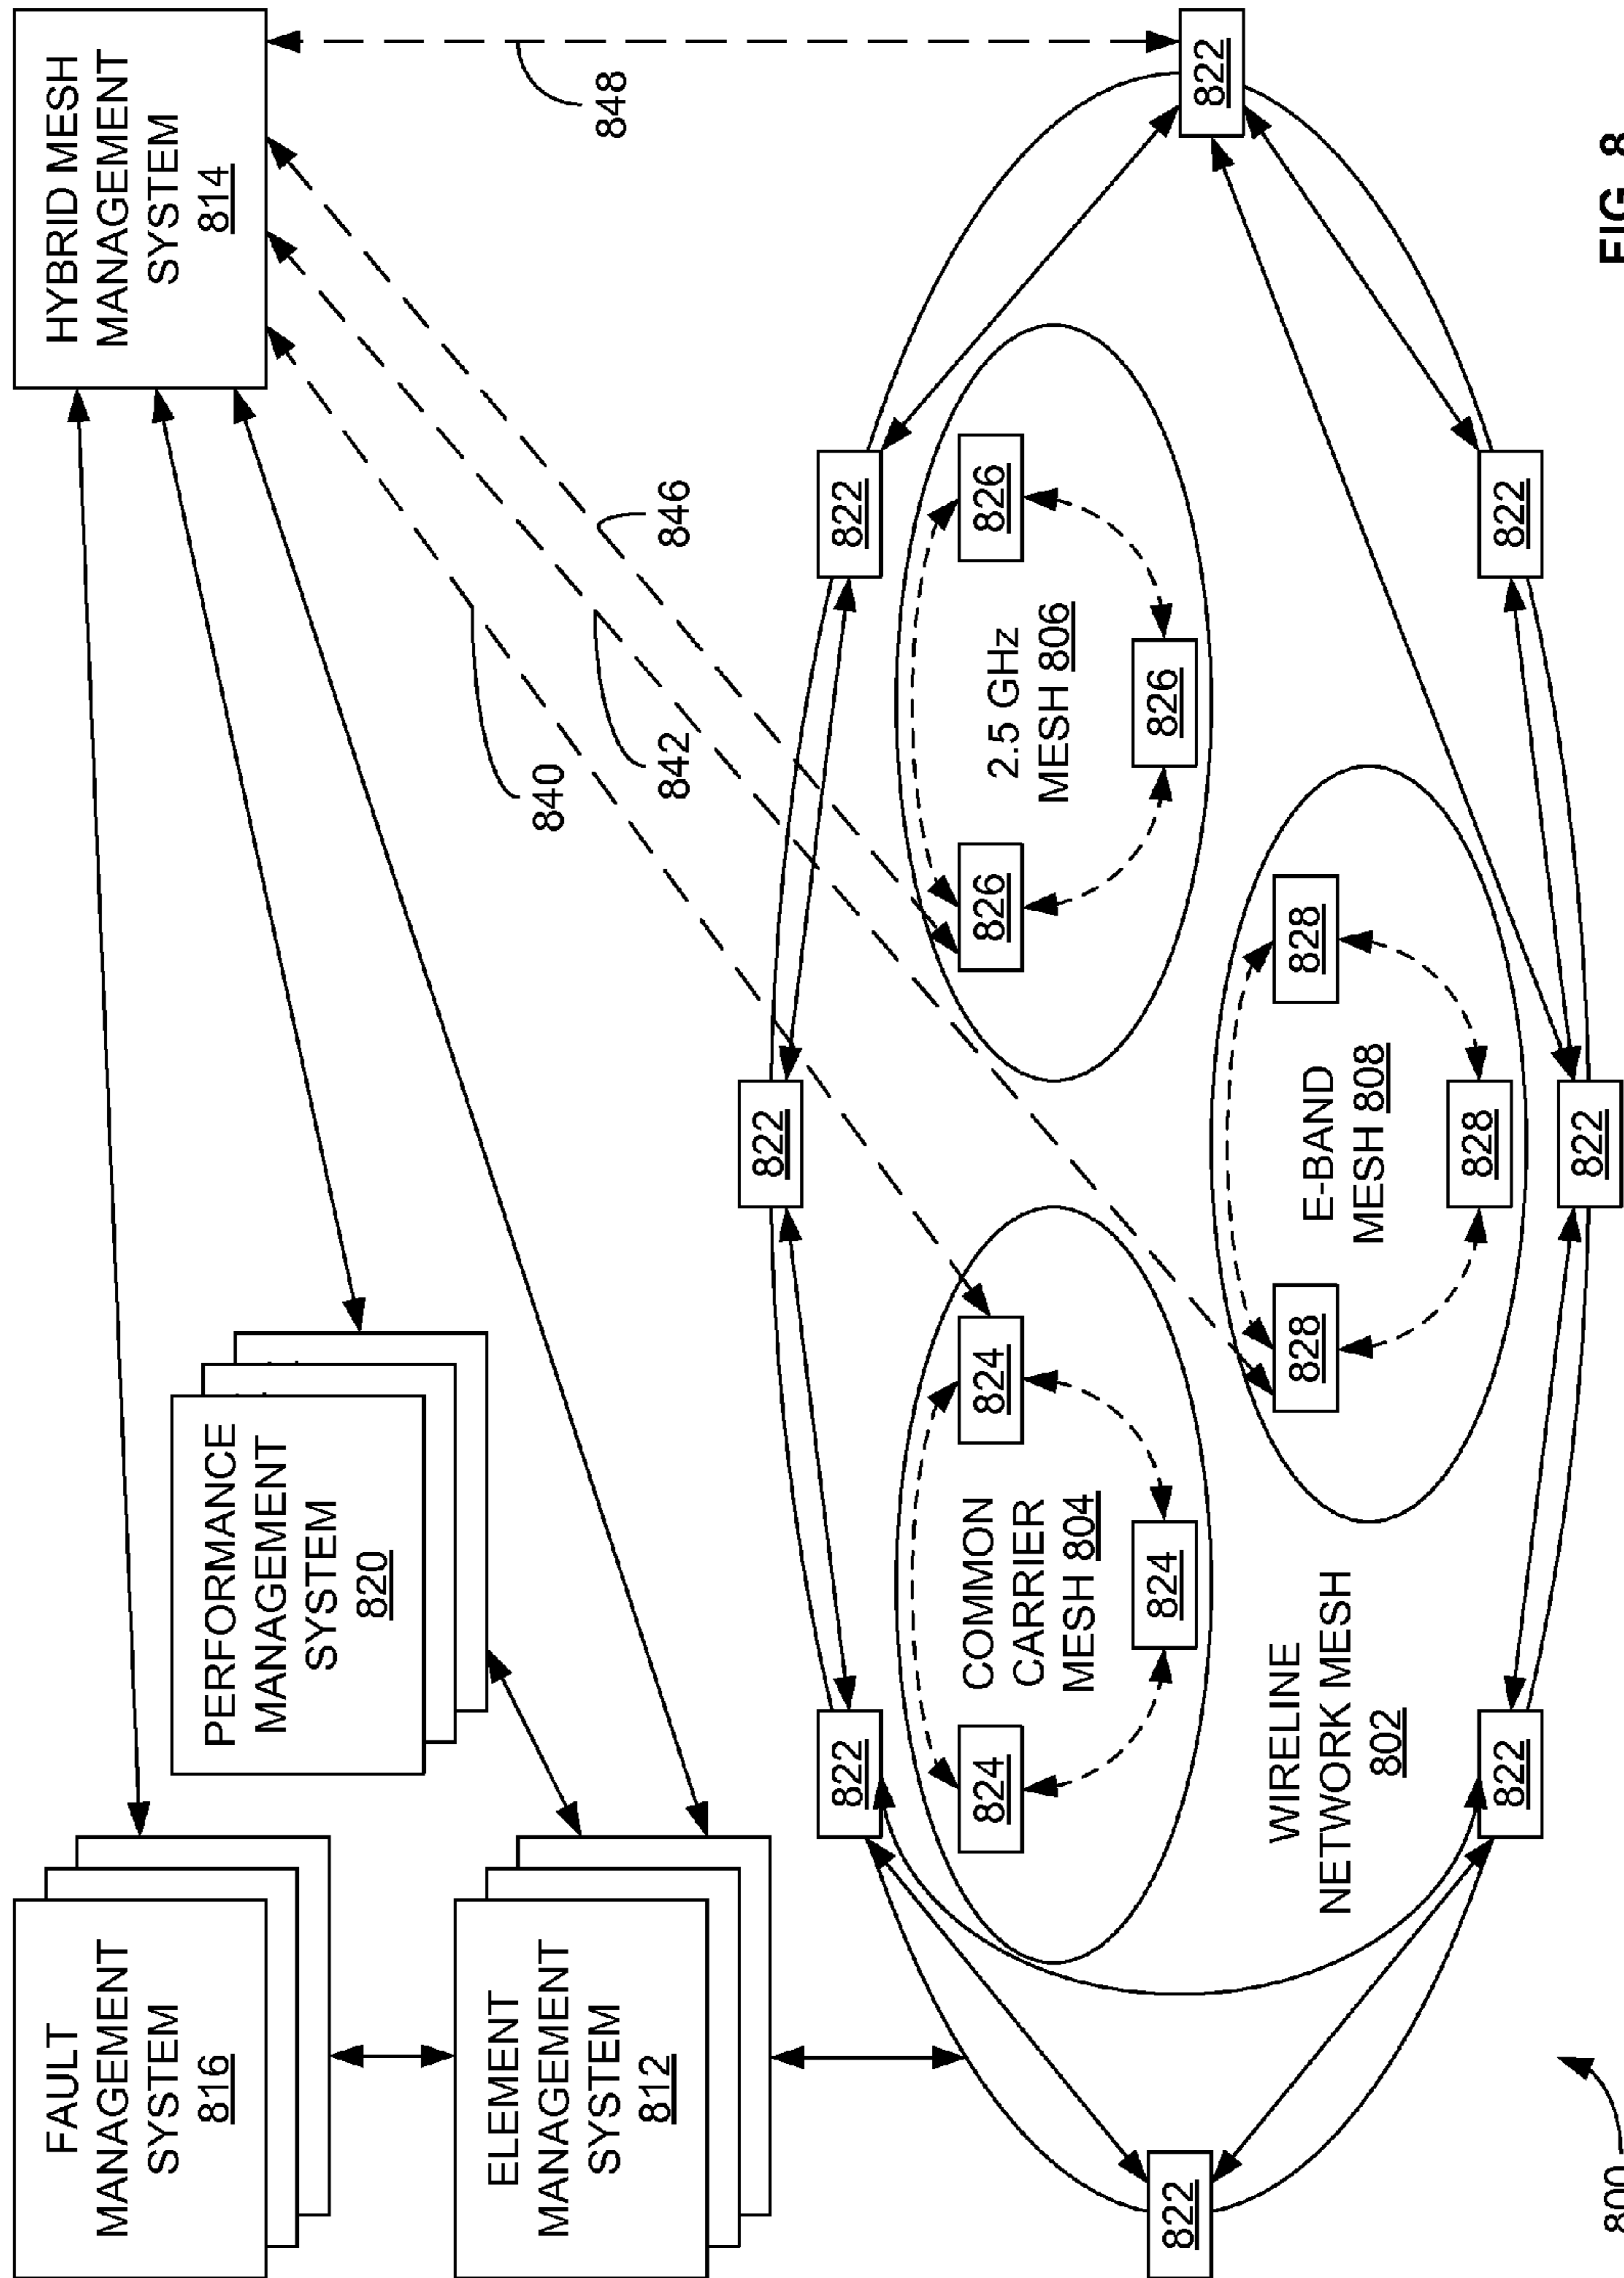 FAULT
MANAGEMENT
SYSTEM
816
PERFORMANCE
MANAGEMENT
SYSTEM
820
HYBRID MESH
MANAGEMENT
SYSTEM
814
ELEMENT
MANAGEMENT
SYSTEM
812
840
842
846
848
822
822
822
822
822
822
822
822
COMMON
CARRIER
MESH 804
824
824
824
2.5 GHz
MESH 806
826
826
826
E-BAND
MESH 808
828
828
828
WIRELINE
NETWORK MESH
802
800
FIG. 8